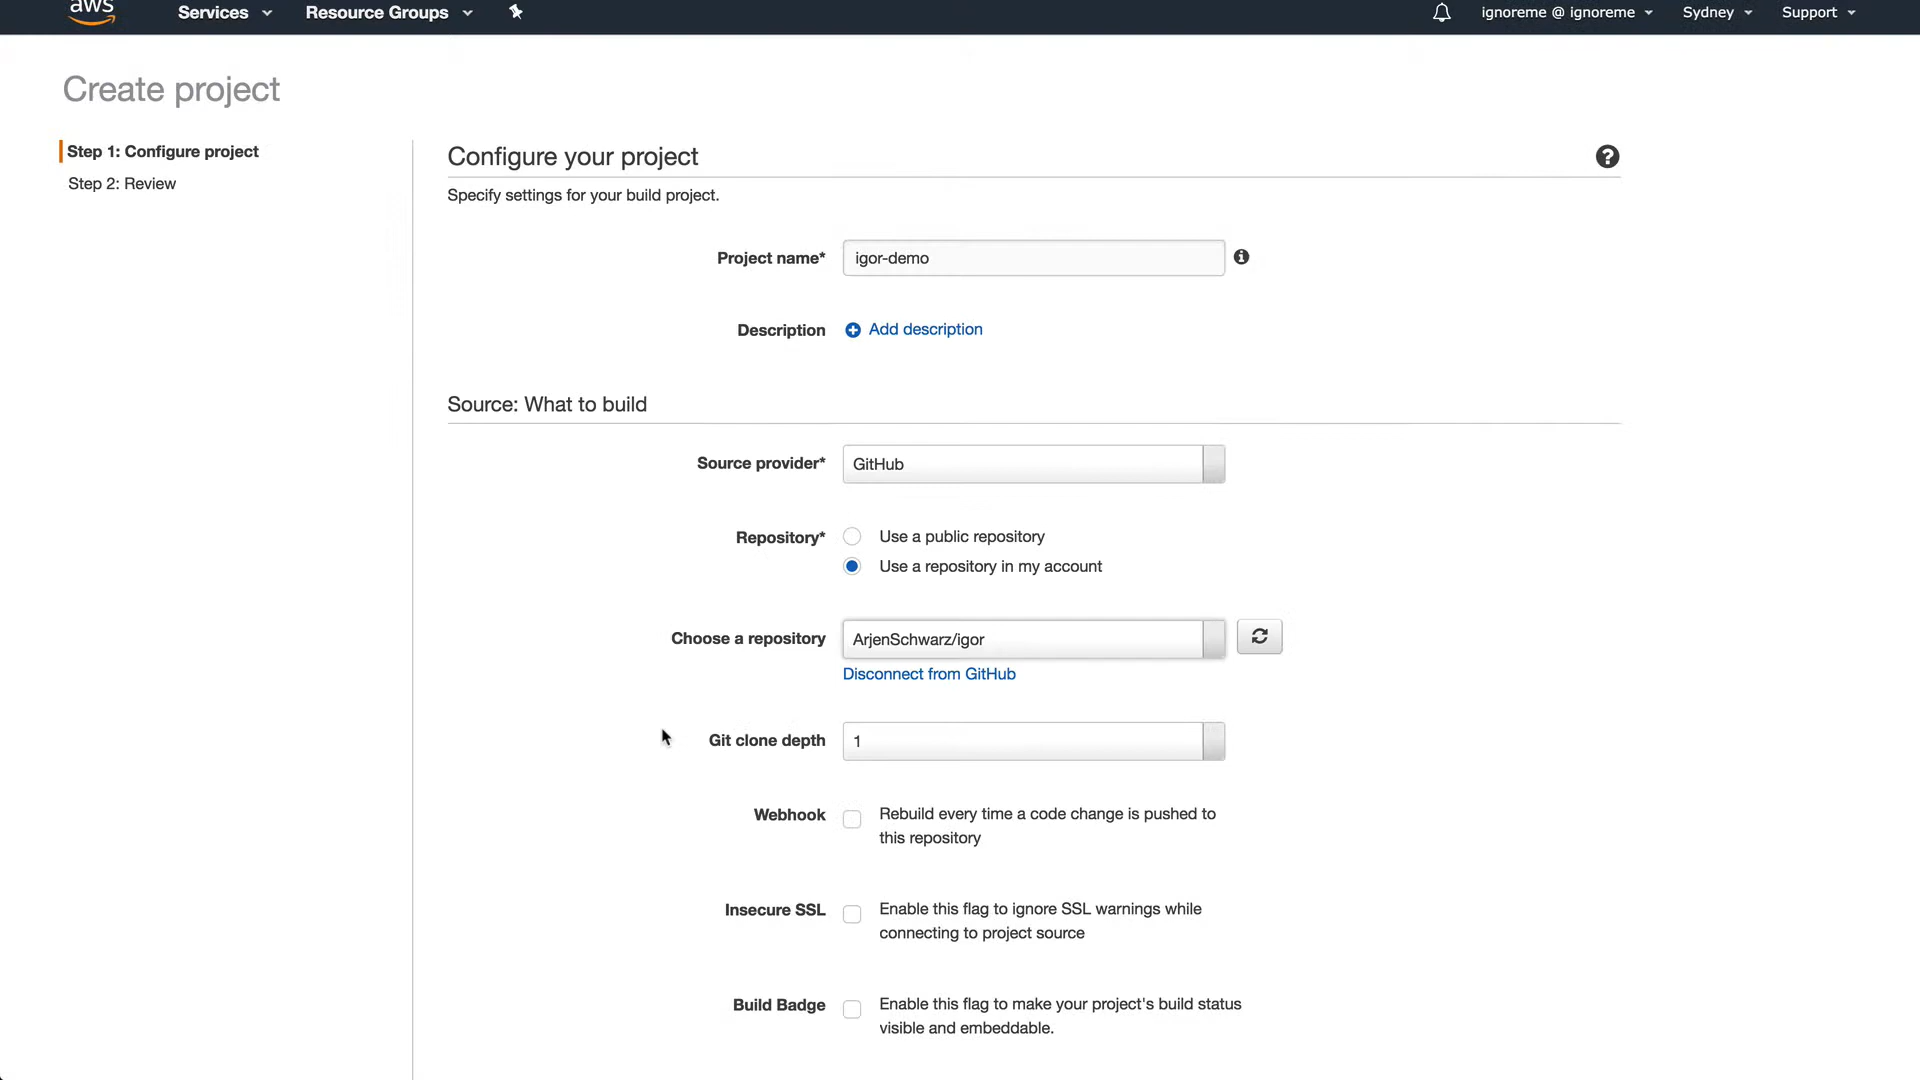 aws Services Resource Groups ignoreme @ ignoreme Sydney Support
Create project
Step 1: Configure project
Step 2: Review
Configure your project
Specify settings for your build project.
Project name* igor-demo
Description Add description
Source: What to build
Source provider* GitHub
Repository* Use a public repository
Use a repository in my account
Choose a repository ArjenSchwarz/igor
Disconnect from GitHub
Git clone depth 1
Webhook Rebuild every time a code change is pushed to
this repository
Insecure SSL Enable this flag to ignore SSL warnings while
connecting to project source
Build Badge Enable this flag to make your project's build status
visible and embeddable.